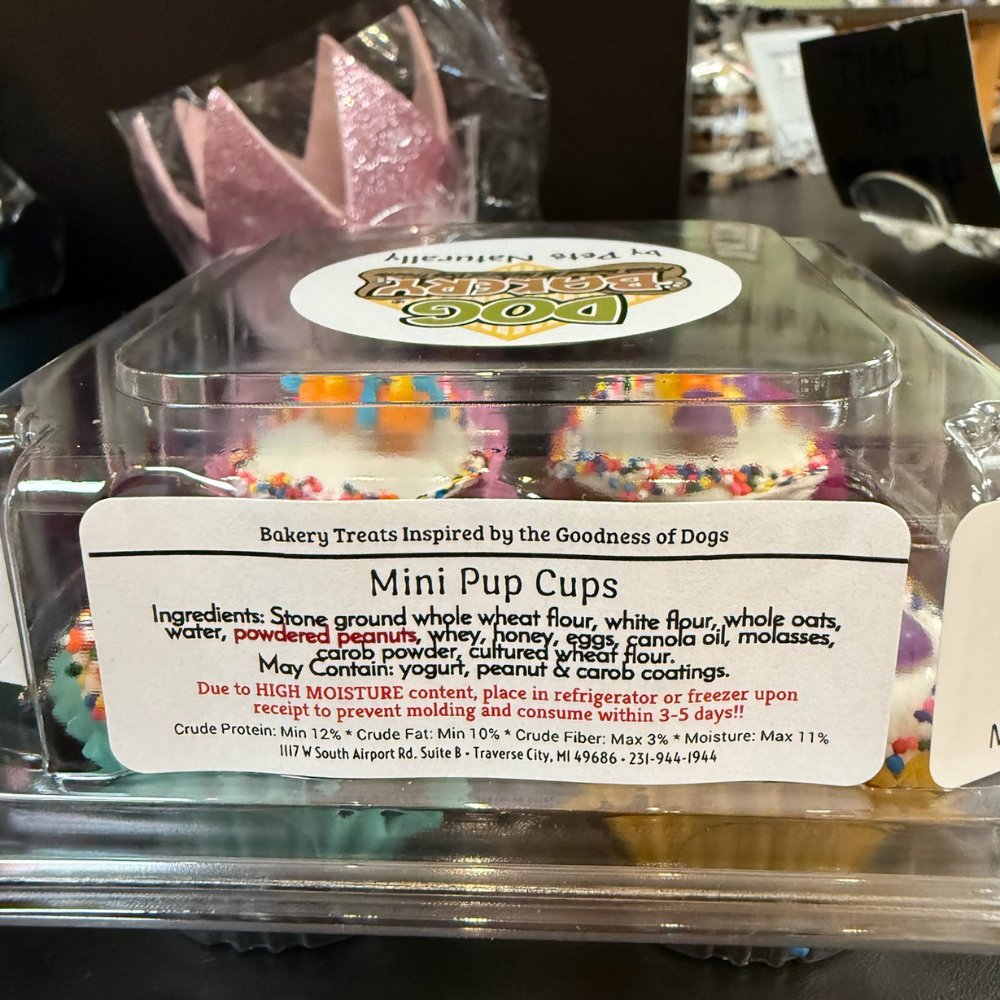 by Pets Naturally
BAKERY
DOG
Bakery Treats Inspired by the Goodness of Dogs
Mini Pup Cups
Ingredients: Stone ground whole wheat flour, white flour, whole oats,
water, powdered peanuts, whey, honey, eggs, canola oil, molasses,
carob powder, cultured wheat flour.
May Contain: yogurt, peanut & carob coatings.
Due to HIGH MOISTURE content, place in refrigerator or freezer upon
receipt to prevent molding and consume within 3-5 days!!
Crude Protein: Min 12% * Crude Fat: Min 10% * Crude Fiber: Max 3% * Moisture: Max 11%
1117 W South Airport Rd. Suite B • Traverse City, MI 49686 • 231-944-1944